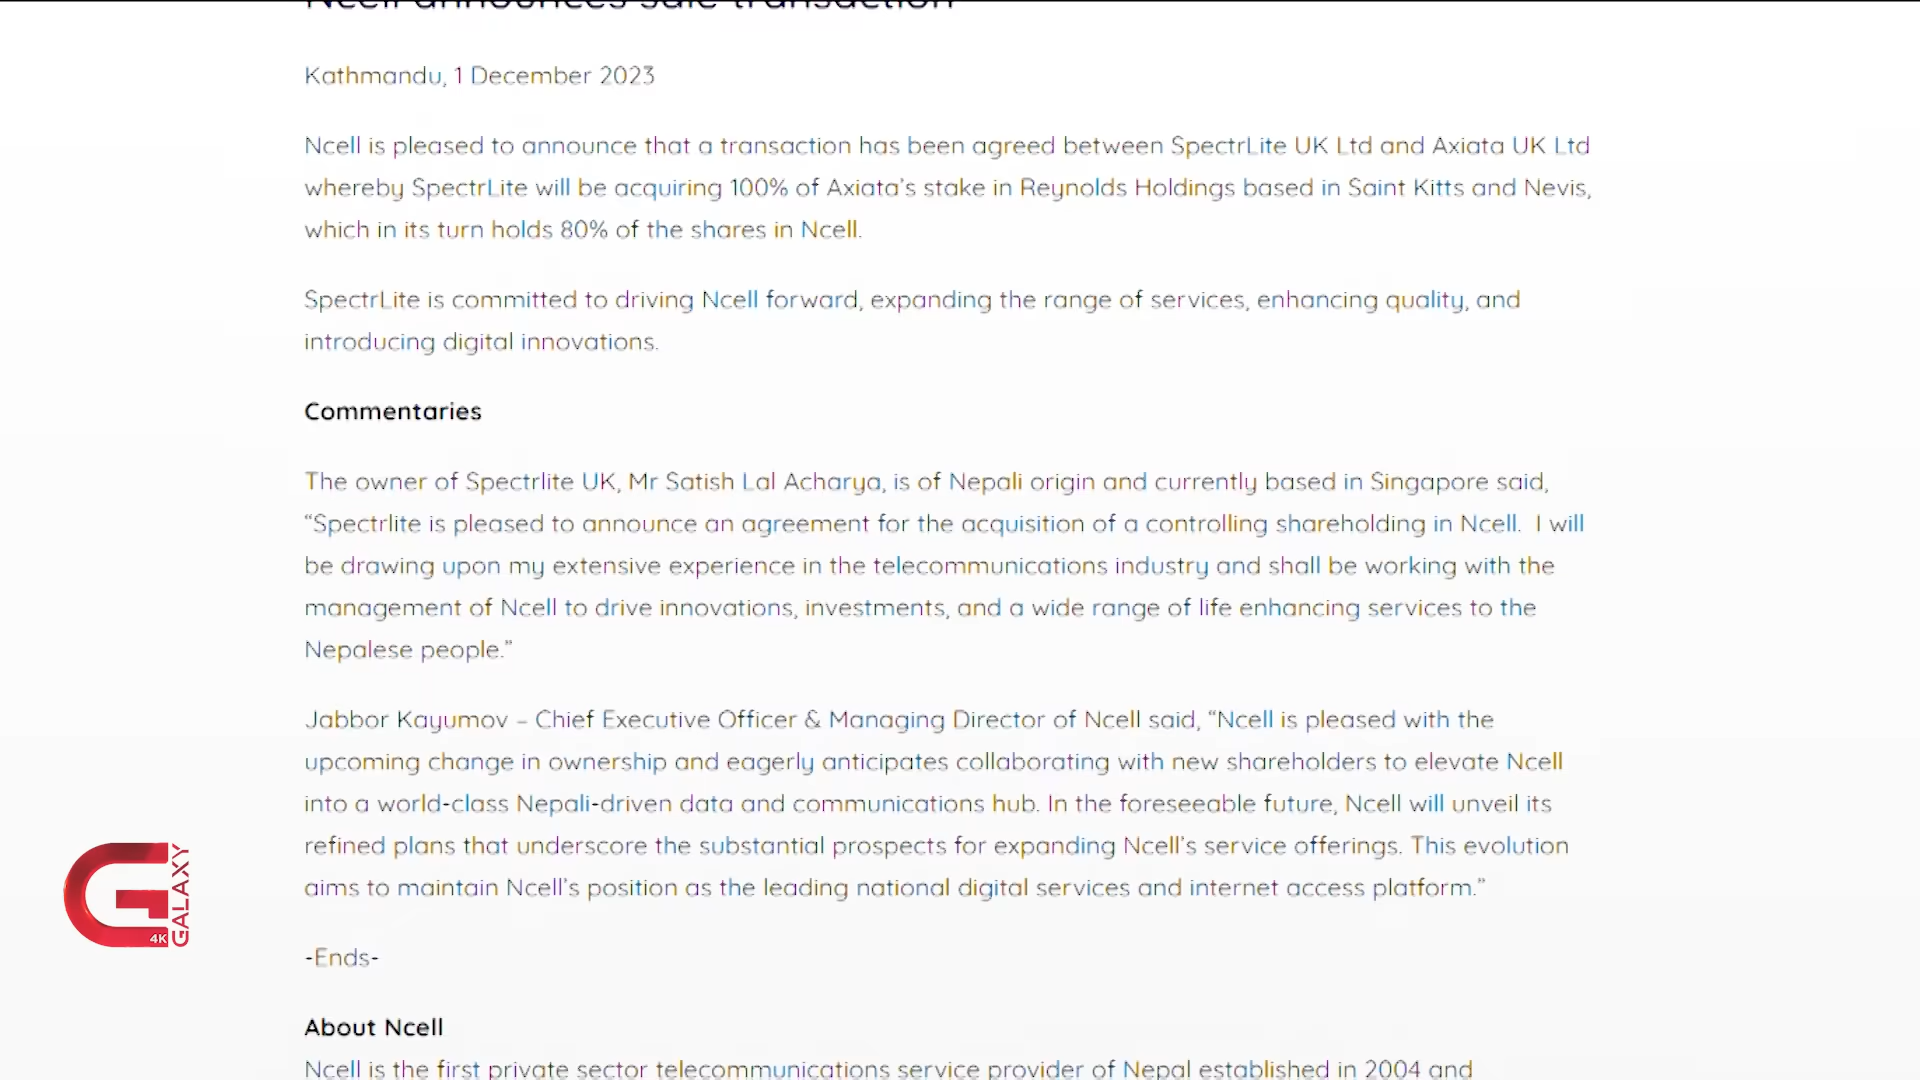 Ncell announces sale transaction
Kathmandu, 1 December 2023
Ncell is pleased to announce that a transaction has been agreed between SpectrLite UK Ltd and Axiata UK Ltd
whereby SpectrLite will be acquiring 100% of Axiata’s stake in Reynolds Holdings based in Saint Kitts and Nevis,
which in its turn holds 80% of the shares in Ncell.
SpectrLite is committed to driving Ncell forward, expanding the range of services, enhancing quality, and
introducing digital innovations.
Commentaries
The owner of Spectrlite UK, Mr Satish Lal Acharya, is of Nepali origin and currently based in Singapore said,
“Spectrlite is pleased to announce an agreement for the acquisition of a controlling shareholding in Ncell.  I will
be drawing upon my extensive experience in the telecommunications industry and shall be working with the
management of Ncell to drive innovations, investments, and a wide range of life enhancing services to the
Nepalese people.”
Jabbor Kayumov – Chief Executive Officer & Managing Director of Ncell said, “Ncell is pleased with the
upcoming change in ownership and eagerly anticipates collaborating with new shareholders to elevate Ncell
into a world-class Nepali-driven data and communications hub. In the foreseeable future, Ncell will unveil its
refined plans that underscore the substantial prospects for expanding Ncell’s service offerings. This evolution
aims to maintain Ncell’s position as the leading national digital services and internet access platform.”
G 4K GALAXY
-Ends-
About Ncell
Ncell is the first private sector telecommunications service provider of Nepal established in 2004 and